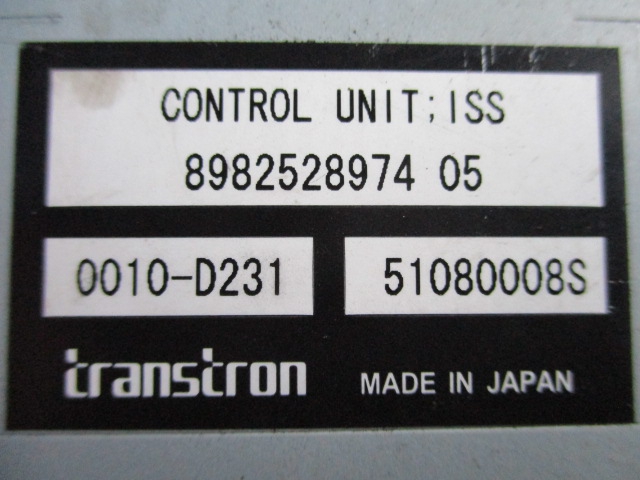 CONTROL UNIT;ISS
8982528974 05
0010-D231
51080008S
transtron
MADE IN JAPAN